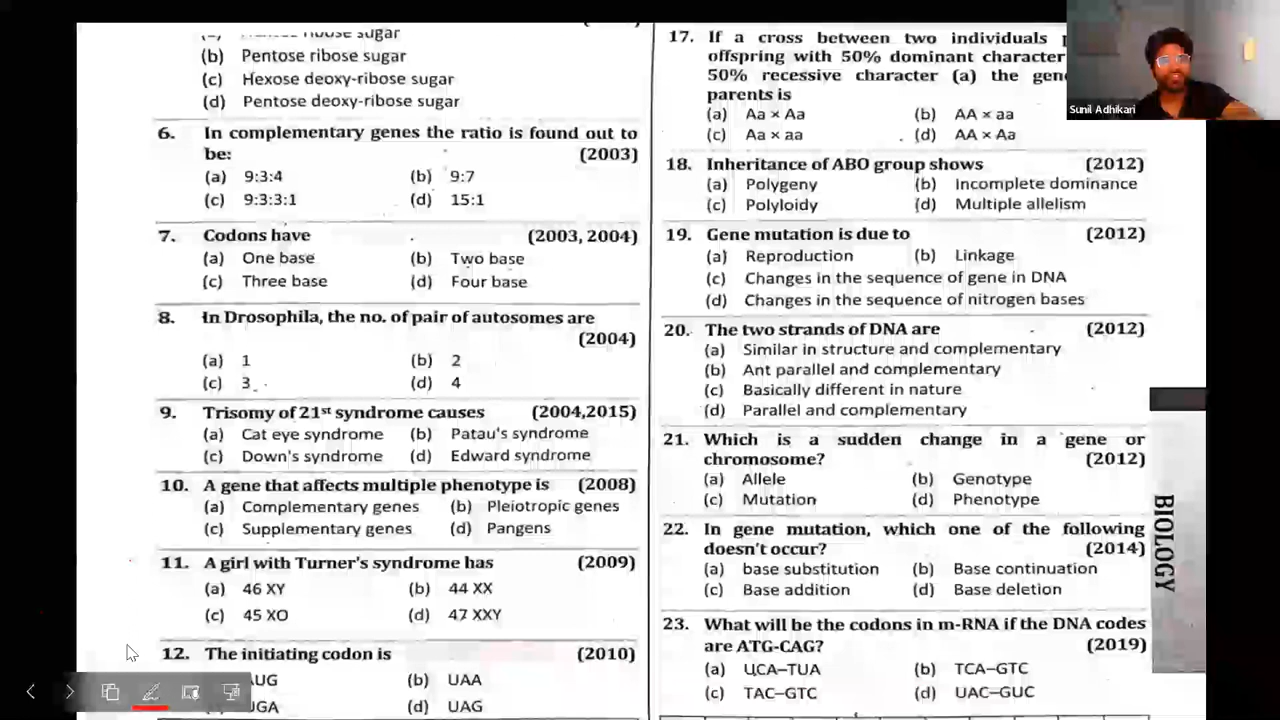 sugar
(b) Pentose ribose sugar
(c) Hexose deoxy-ribose sugar
(d) Pentose deoxy-ribose sugar
6. In complementary genes the ratio is found out to
be: (2003)
(a) 9:3:4 (b) 9:7
(c) 9:3:3:1 (d) 15:1
7. Codons have (2003, 2004)
(a) One base (b) Two base
(c) Three base (d) Four base
8. In Drosophila, the no. of pair of autosomes are
(2004)
(a) 1 (b) 2
(c) 3 (d) 4
9. Trisomy of 21st syndrome causes (2004,2015)
(a) Cat eye syndrome (b) Patau's syndrome
(c) Down's syndrome (d) Edward syndrome
10. A gene that affects multiple phenotype is (2008)
(a) Complementary genes (b) Pleiotropic genes
(c) Supplementary genes (d) Pangens
11. A girl with Turner's syndrome has (2009)
(a) 46 XY (b) 44 XX
(c) 45 XO (d) 47 XXY
12. The initiating codon is (2010)
UG (b) UAA
GA (d) UAG
17. If a cross between two individuals
offspring with 50% dominant character
50% recessive character (a) the
parents is
(a) Aa × Aa (b) AA × aa
(c) Aa × aa (d) AA × Aa
18. Inheritance of ABO group shows (2012)
(a) Polygeny (b) Incomplete dominance
(c) Polyloidy (d) Multiple allelism
19. Gene mutation is due to (2012)
(a) Reproduction (b) Linkage
(c) Changes in the sequence of gene in DNA
(d) Changes in the sequence of nitrogen bases
20. The two strands of DNA are (2012)
(a) Similar in structure and complementary
(b) Ant parallel and complementary
(c) Basically different in nature
(d) Parallel and complementary
21. Which is a sudden change in a gene or
chromosome? (2012)
(a) Allele (b) Genotype
(c) Mutation (d) Phenotype
22. In gene mutation, which one of the following
doesn't occur? (2014)
(a) base substitution (b) Base continuation
(c) Base addition (d) Base deletion
23. What will be the codons in m-RNA if the DNA codes
are ATG-CAG? (2019)
(a) UCA–TUA (b) TCA–GTC
(c) TAC–GTC (d) UAC–GUC
BIOLOGY
Sunil Adhikari